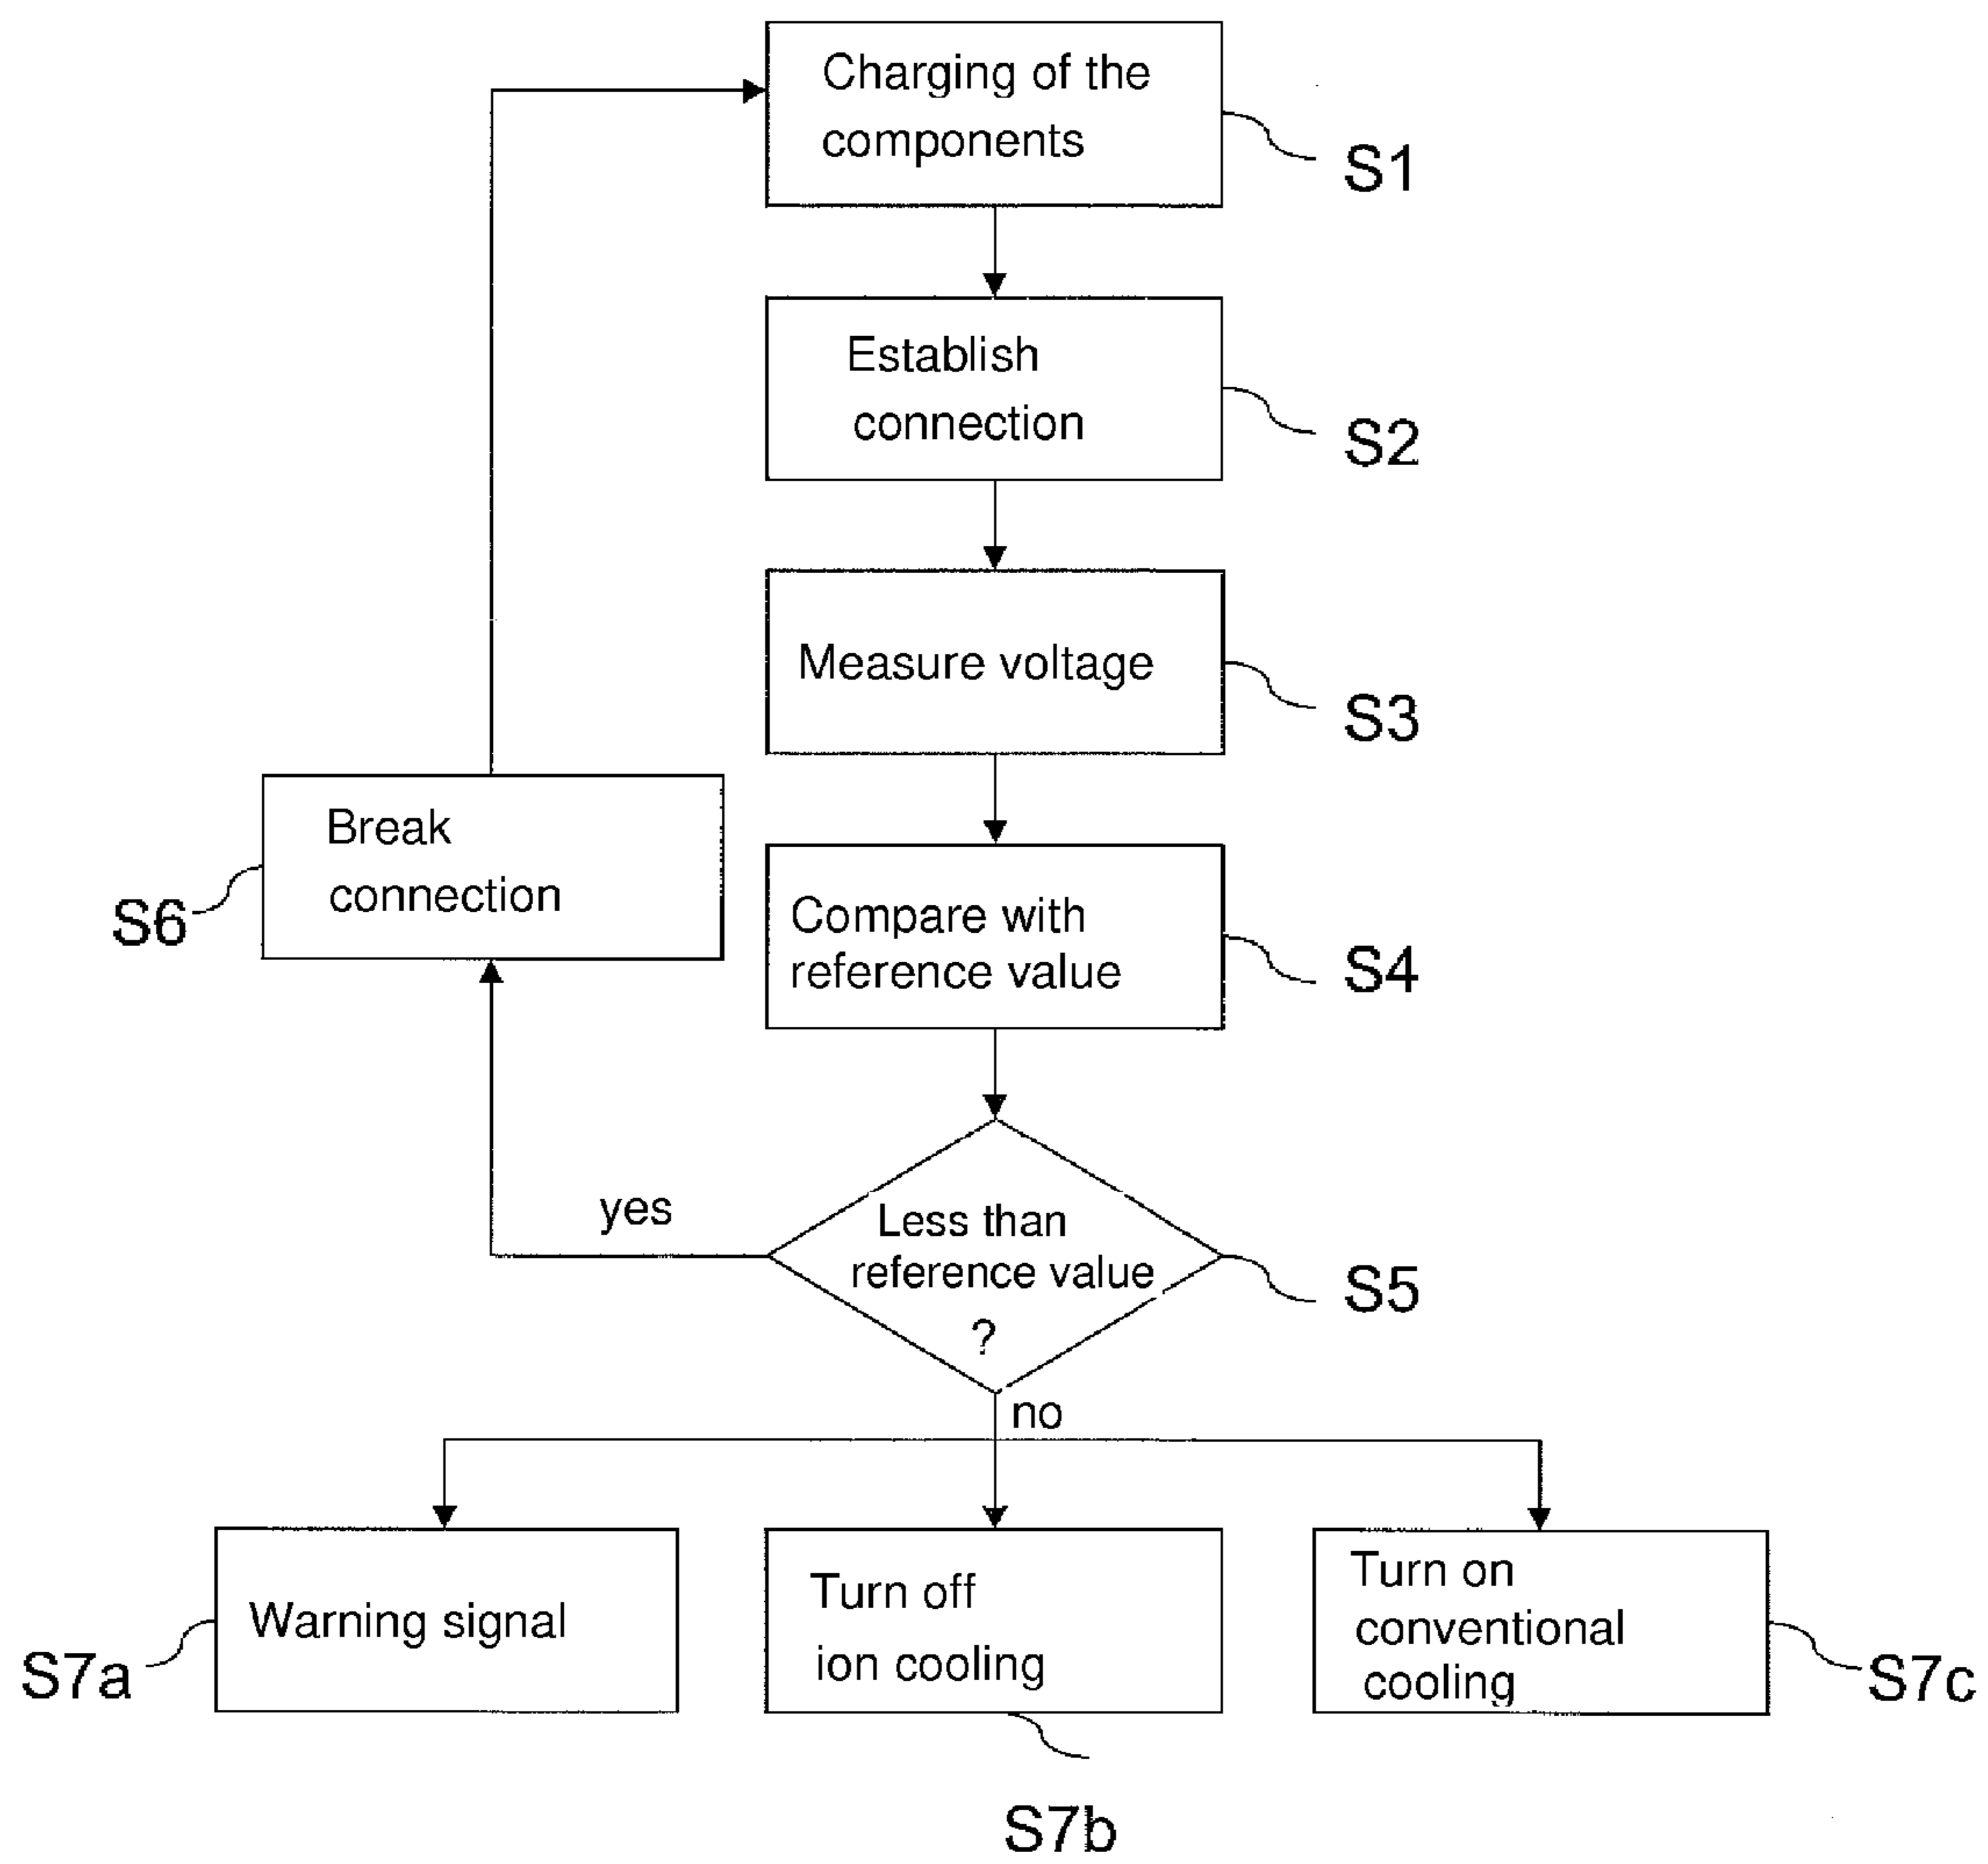 Charging of the
components
S1
Establish
connection
S2
Measure voltage
S3
Break
connection
S6
Compare with
reference value
S4
yes
Less than
reference value
?
S5
no
Warning signal
S7a
Turn off
ion cooling
S7b
Turn on
conventional
cooling
S7c